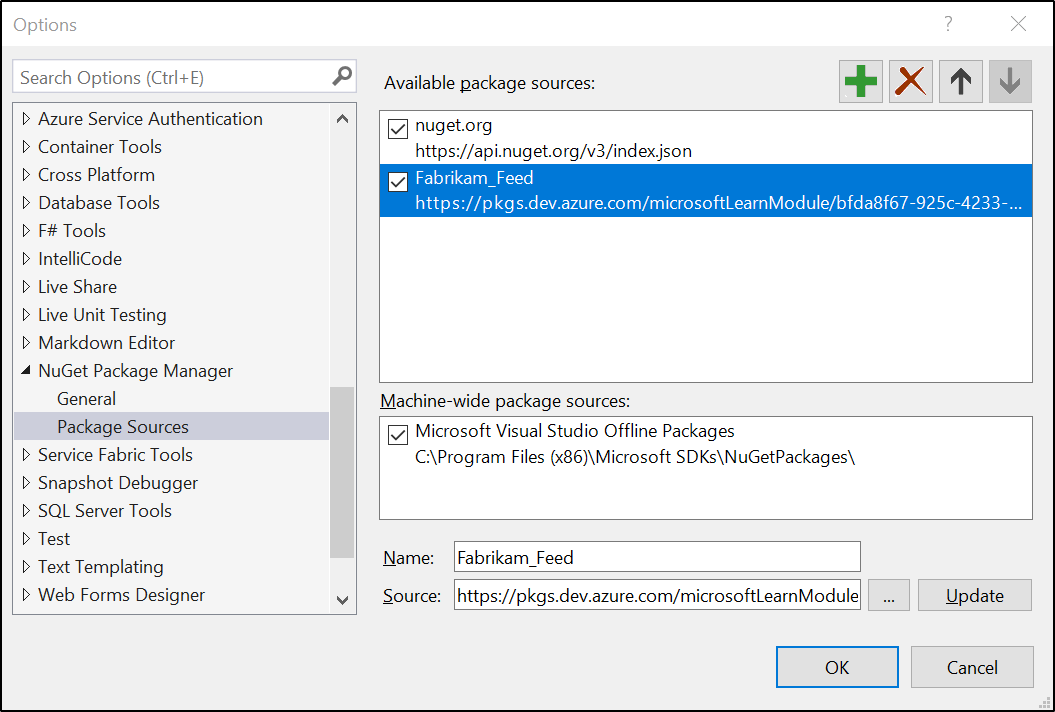 Options
?
Search Options (Ctrl+E)
Azure Service Authentication
Container Tools
Cross Platform
Database Tools
F# Tools
IntelliCode
Live Share
Live Unit Testing
Markdown Editor
NuGet Package Manager
General
Package Sources
Service Fabric Tools
Snapshot Debugger
SQL Server Tools
Test
Text Templating
Web Forms Designer
Available package sources:
nuget.org
https://api.nuget.org/v3/index.json
Fabrikam_Feed
https://pkgs.dev.azure.com/microsoftLearnModule/bfda8f67-925c-4233-...
Machine-wide package sources:
Microsoft Visual Studio Offline Packages
C:\Program Files (x86)\Microsoft SDKs\NuGetPackages\
Name: Fabrikam_Feed
Source: https://pkgs.dev.azure.com/microsoftLearnModule ... Update
OK Cancel